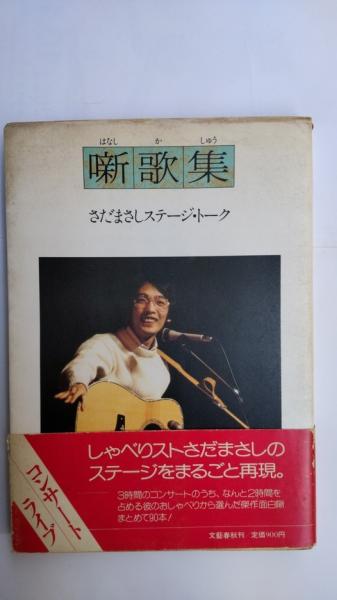 はなし か しゅう
噺歌集
さだまさしステージ・トーク
しゃべりストさだまさしの
ステージをまるごと再現。
3時間のコンサートのうち、なんと2時間を
占める彼のおしゃべりから選んだ傑作面白噺
まとめて90本!
コンサート
ライブ
文藝春秋刊／定価900円